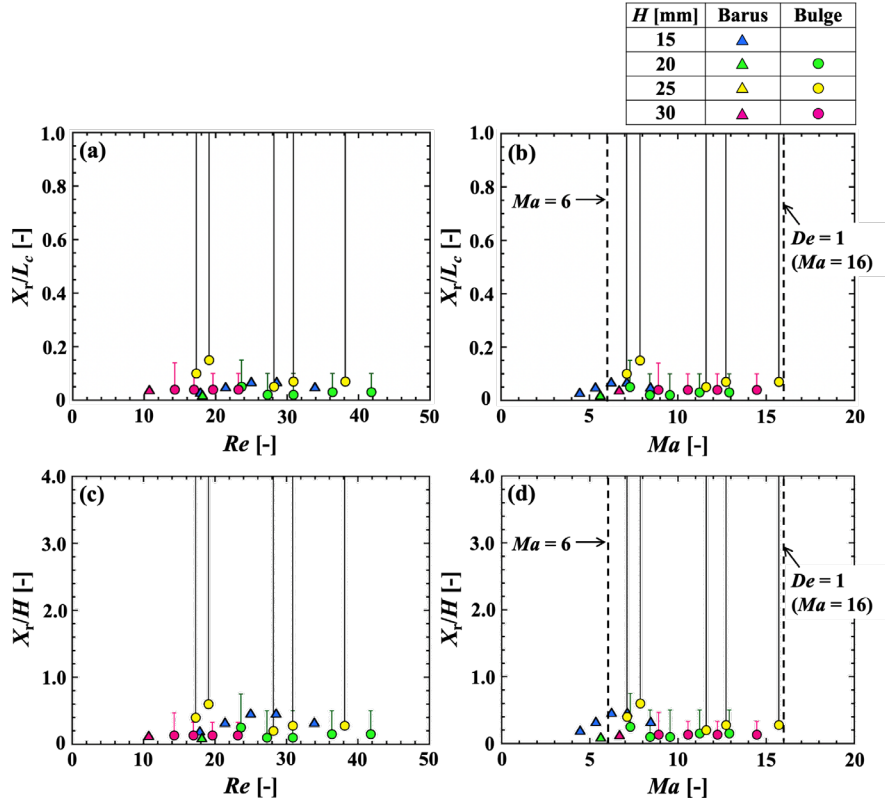 H [mm] Barus Bulge
15
20
25
30
(a)
1.0
0.8
0.6
0.4
0.2
0
X_r/L_c [-]
0 10 20 30 40 50
Re [-]
(b)
1.0
0.8
0.6
0.4
0.2
0
X_r/L_c [-]
Ma = 6
De = 1
(Ma = 16)
0 5 10 15 20
Ma [-]
(c)
4.0
3.0
2.0
1.0
0
X_r/H [-]
0 10 20 30 40 50
Re [-]
(d)
4.0
3.0
2.0
1.0
0
X_r/H [-]
Ma = 6
De = 1
(Ma = 16)
0 5 10 15 20
Ma [-]